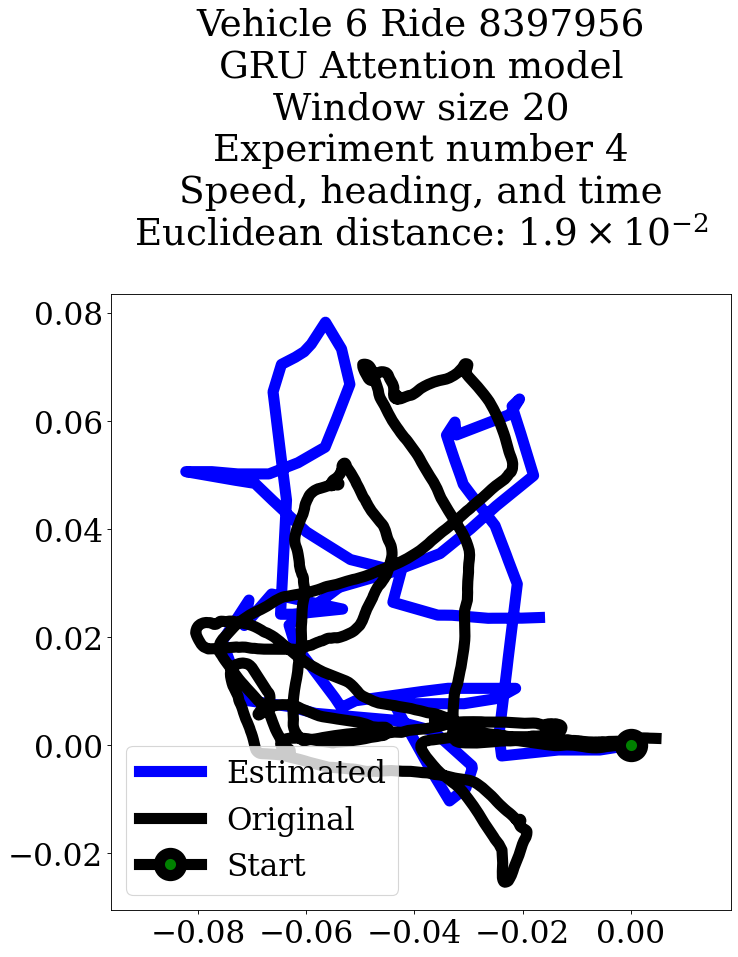 Vehicle 6 Ride 8397956
GRU Attention model
Window size 20
Experiment number 4
Speed, heading, and time
Euclidean distance: 1.9 × 10⁻²
0.08
0.06
0.04
0.02
0.00
−0.02
Estimated
Original
Start
−0.08 −0.06 −0.04 −0.02 0.00